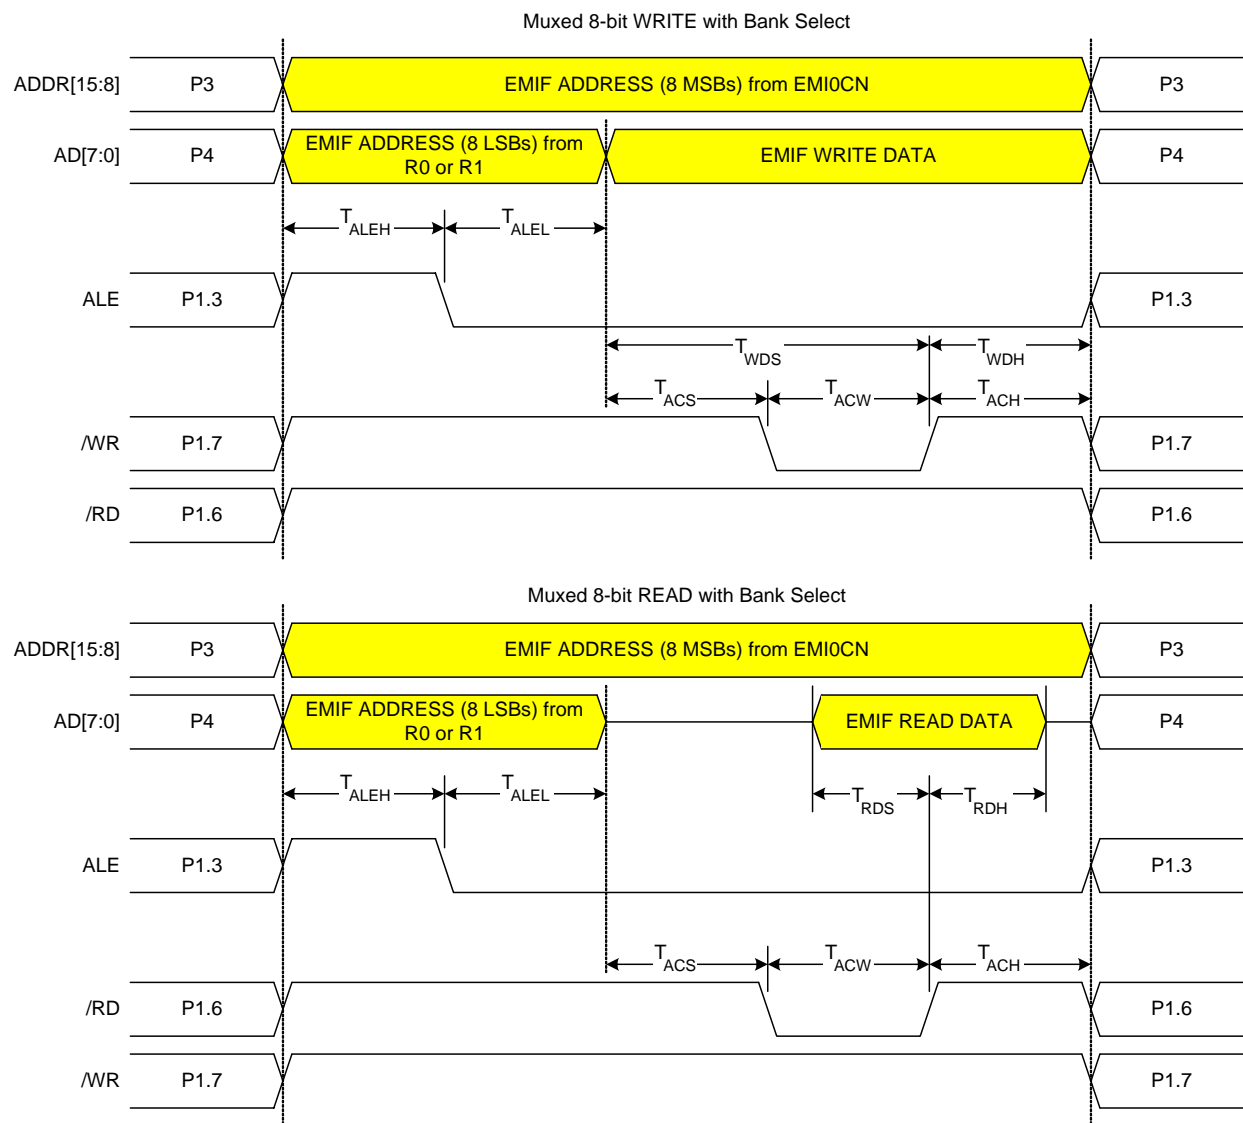 Muxed 8-bit WRITE with Bank Select
ADDR[15:8] P3 EMIF ADDRESS (8 MSBs) from EMI0CN P3
AD[7:0] P4 EMIF ADDRESS (8 LSBs) from
R0 or R1 EMIF WRITE DATA P4
TALEH TALEL
ALE P1.3 P1.3
TWDS TWDH
TACS TACW TACH
/WR P1.7 P1.7
/RD P1.6 P1.6
Muxed 8-bit READ with Bank Select
ADDR[15:8] P3 EMIF ADDRESS (8 MSBs) from EMI0CN P3
AD[7:0] P4 EMIF ADDRESS (8 LSBs) from
R0 or R1 EMIF READ DATA P4
TALEH TALEL TRDS TRDH
ALE P1.3 P1.3
TACS TACW TACH
/RD P1.6 P1.6
/WR P1.7 P1.7